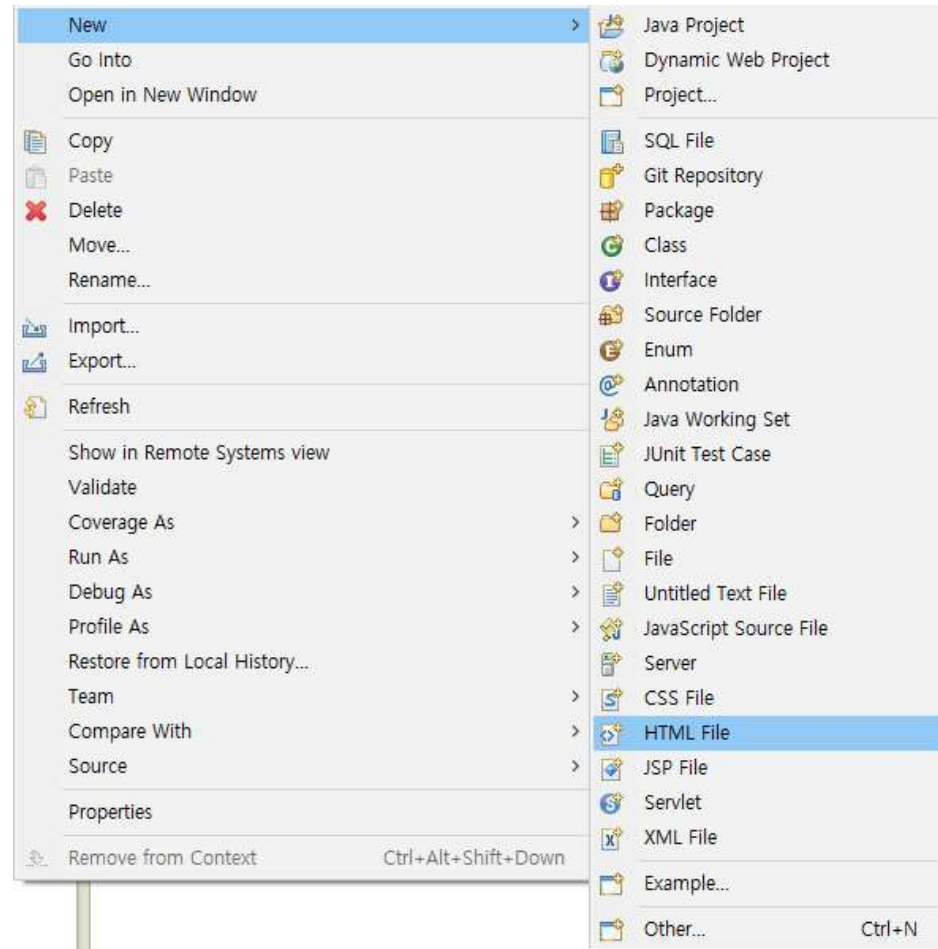 New
Go Into
Open in New Window
Copy
Paste
Delete
Move...
Rename...
Import...
Export...
Refresh
Show in Remote Systems view
Validate
Coverage As
Run As
Debug As
Profile As
Restore from Local History...
Team
Compare With
Source
Properties
Remove from Context Ctrl+Alt+Shift+Down
Java Project
Dynamic Web Project
Project...
SQL File
Git Repository
Package
Class
Interface
Source Folder
Enum
Annotation
Java Working Set
JUnit Test Case
Query
Folder
File
Untitled Text File
JavaScript Source File
Server
CSS File
HTML File
JSP File
Servlet
XML File
Example...
Other... Ctrl+N